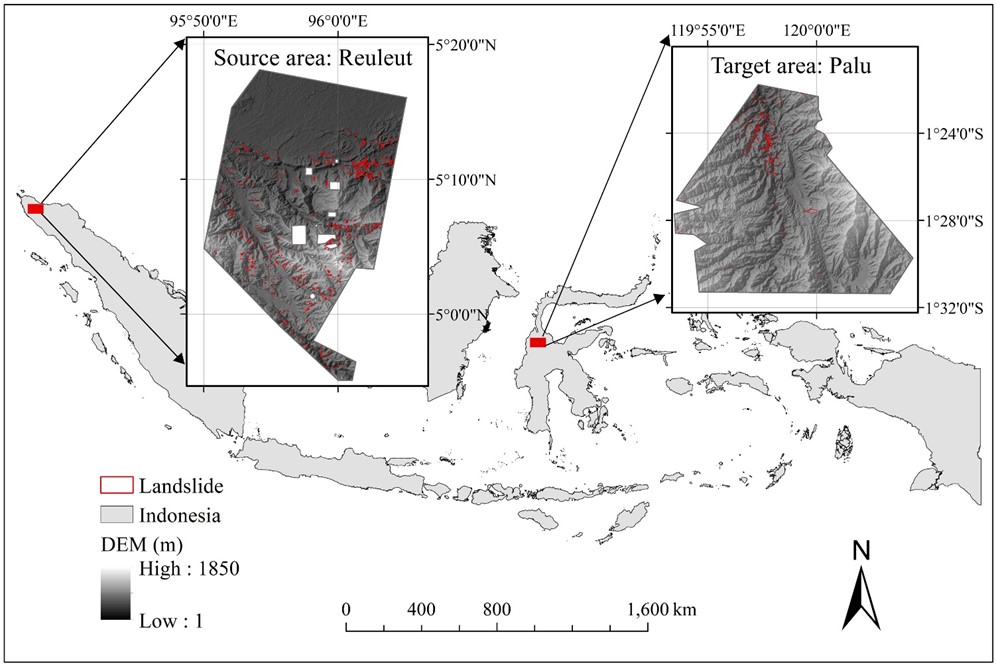 95°50'0"E 96°0'0"E
5°20'0"N
Source area: Reuleut
5°10'0"N
5°0'0"N
119°55'0"E 120°0'0"E
Target area: Palu
1°24'0"S
1°28'0"S
1°32'0"S
Landslide
Indonesia
DEM (m)
High : 1850
Low : 1
0 400 800 1,600 km
N